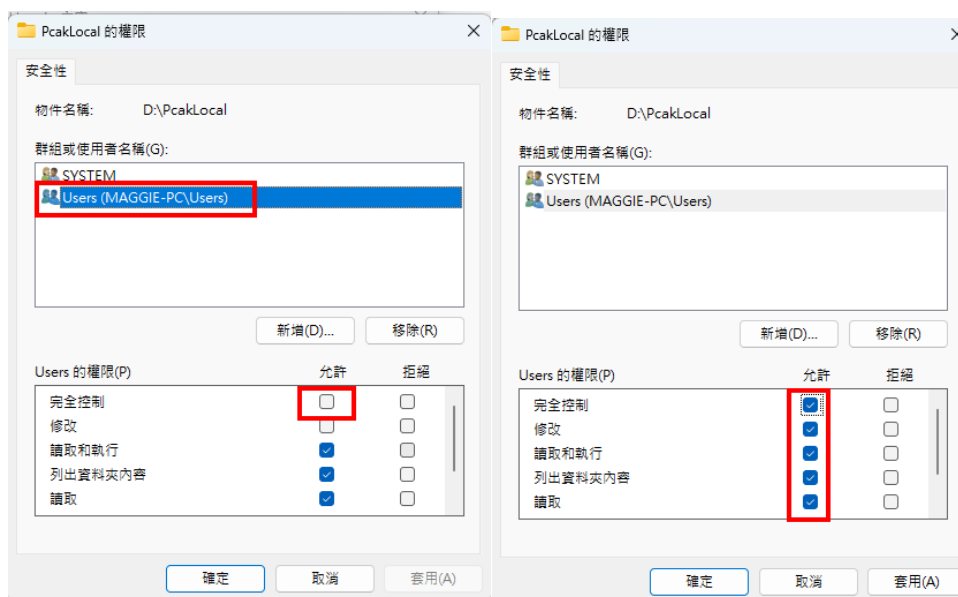 PcakLocal 的權限
安全性
物件名稱: D:\PcakLocal
群組或使用者名稱(G):
SYSTEM
Users (MAGGIE-PC\Users)
新增(D)... 移除(R)
Users 的權限(P) 允許 拒絕
完全控制
修改
讀取和執行
列出資料夾內容
讀取
確定 取消 套用(A)
PcakLocal 的權限
安全性
物件名稱: D:\PcakLocal
群組或使用者名稱(G):
SYSTEM
Users (MAGGIE-PC\Users)
新增(D)... 移除(R)
Users 的權限(P) 允許 拒絕
完全控制
修改
讀取和執行
列出資料夾內容
讀取
確定 取消 套用(A)